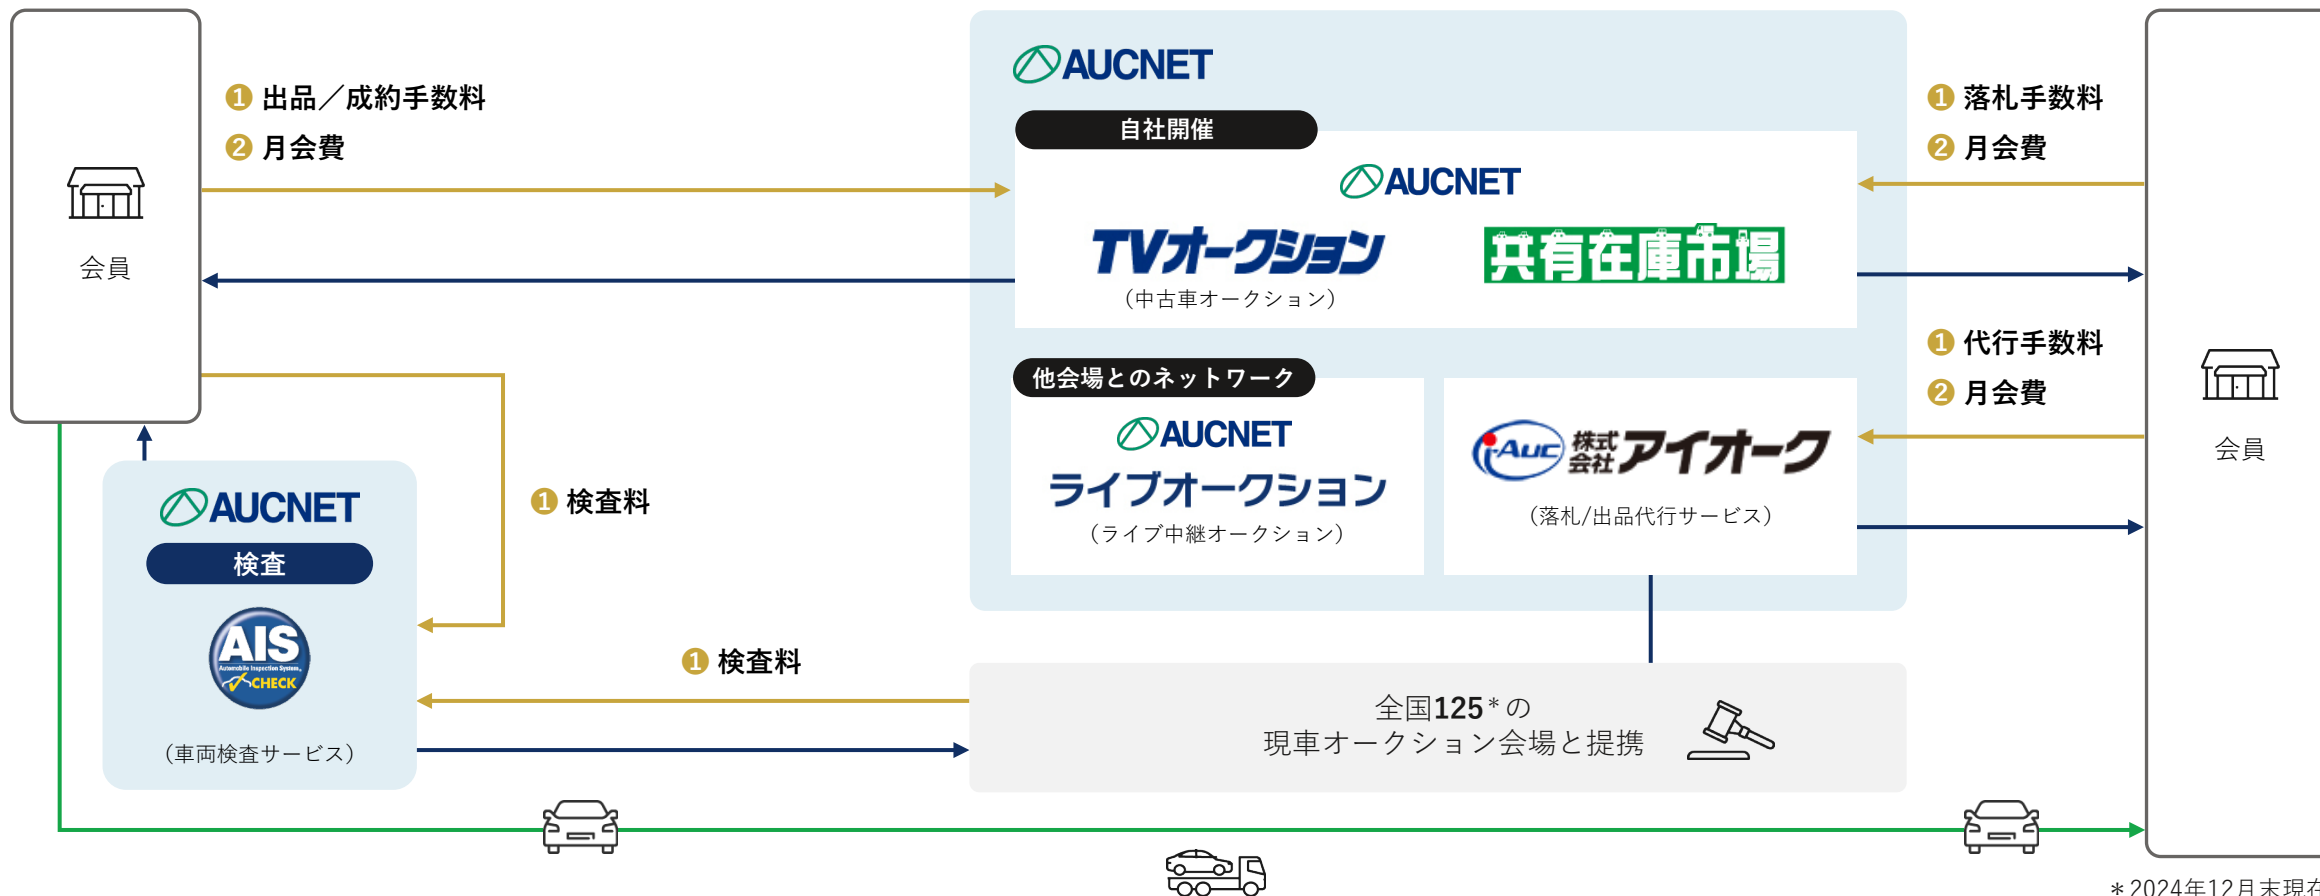 会員
❶ 出品／成約手数料
❷ 月会費
AUCNET
自社開催
AUCNET
TVオークション
（中古車オークション）
共有在庫市場
他会場とのネットワーク
AUCNET
ライブオークション
（ライブ中継オークション）
i-Auc 株式会社アイオーク
（落札/出品代行サービス）
❶ 落札手数料
❷ 月会費
❶ 代行手数料
❷ 月会費
会員
AUCNET
検査
AIS
Automobile Inspection System
CHECK
（車両検査サービス）
❶ 検査料
❶ 検査料
全国125*の
現車オークション会場と提携
*2024年12月末現在